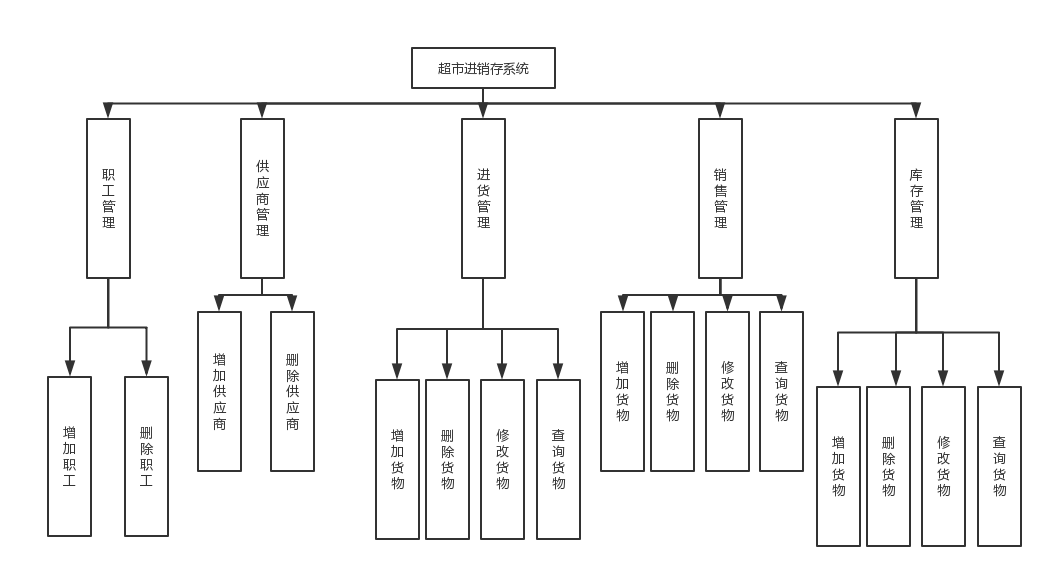 超市进销存系统
职工管理
供应商管理
进货管理
销售管理
库存管理
增加职工
删除职工
增加供应商
删除供应商
增加货物
删除货物
修改货物
查询货物
增加货物
删除货物
修改货物
查询货物
增加货物
删除货物
修改货物
查询货物